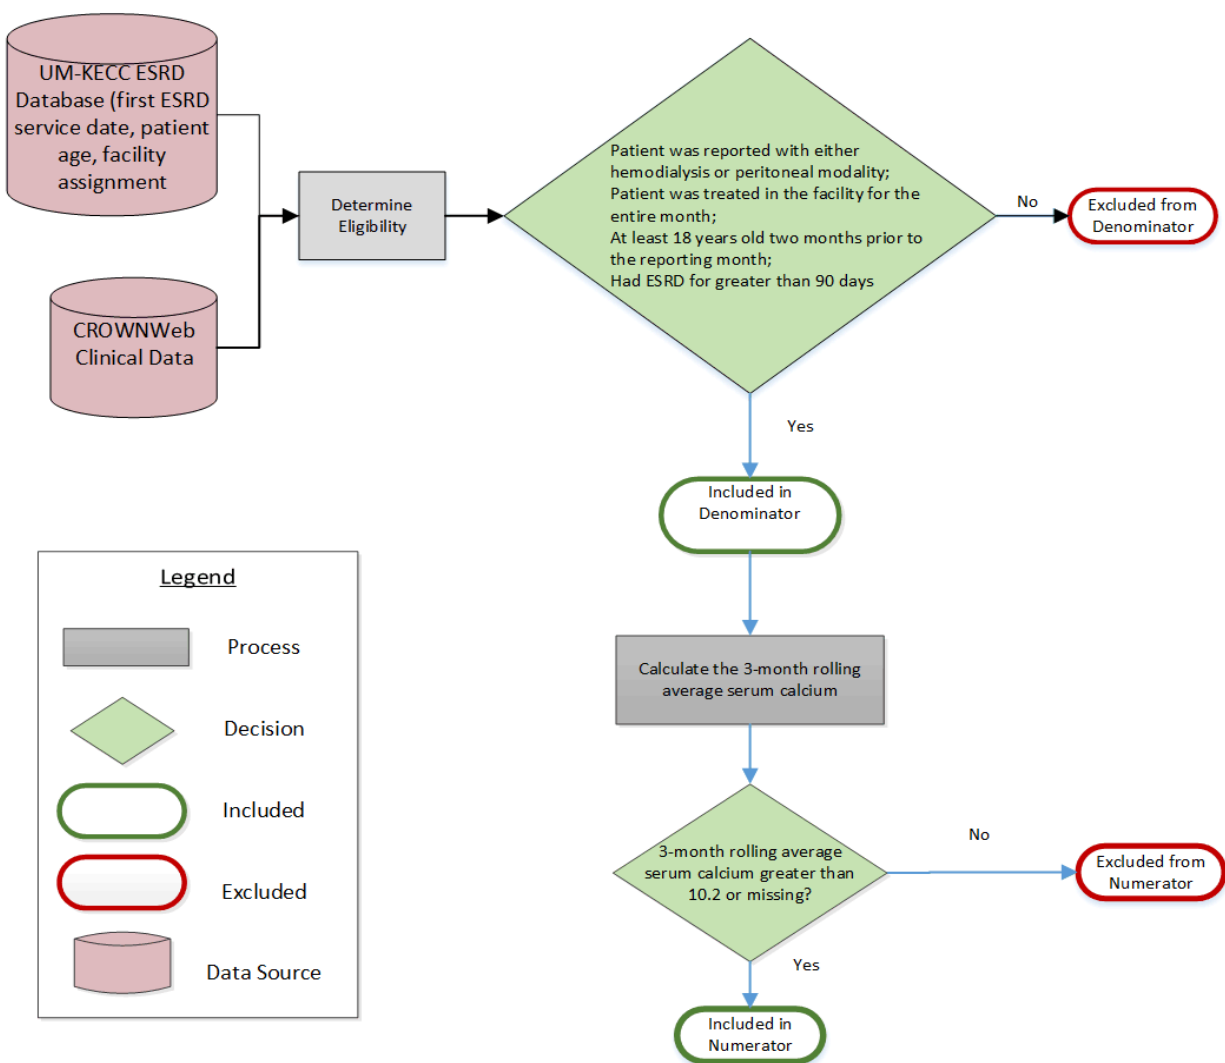 UM-KECC ESRD
Database (first ESRD
service date, patient
age, facility
assignment
CROWNWeb
Clinical Data
Determine
Eligibility
Patient was reported with either
hemodialysis or peritoneal modality;
Patient was treated in the facility for the
entire month;
At least 18 years old two months prior to
the reporting month;
Had ESRD for greater than 90 days
No
Excluded from
Denominator
Yes
Included in
Denominator
Calculate the 3-month rolling
average serum calcium
3-month rolling average
serum calcium greater than
10.2 or missing?
No
Excluded from
Numerator
Yes
Included in
Numerator
Legend
Process
Decision
Included
Excluded
Data Source